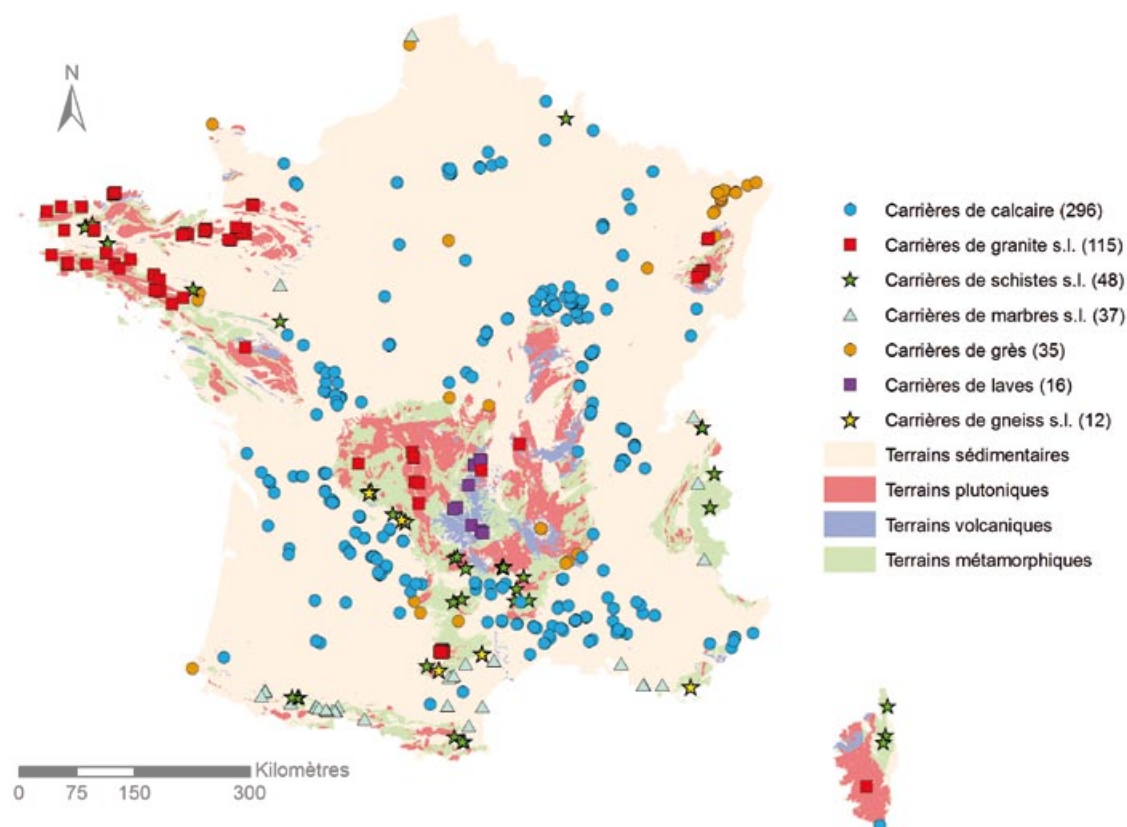 N
Carrières de calcaire (296)
Carrières de granite s.l. (115)
Carrières de schistes s.l. (48)
Carrières de marbres s.l. (37)
Carrières de grès (35)
Carrières de laves (16)
Carrières de gneiss s.l. (12)
Terrains sédimentaires
Terrains plutoniques
Terrains volcaniques
Terrains métamorphiques
Kilomètres
0 75 150 300